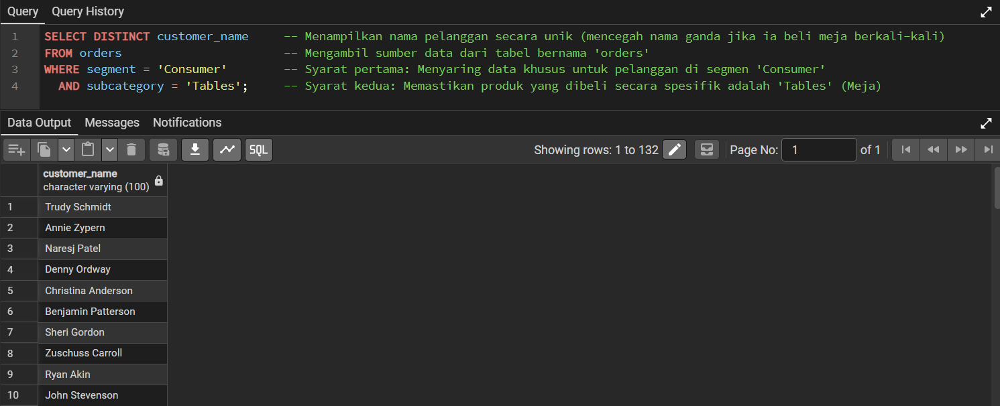 Query Query History
1 SELECT DISTINCT customer_name -- Menampilkan nama pelanggan secara unik (mencegah nama ganda jika ia beli meja berkali-kali)
2 FROM orders -- Mengambil sumber data dari tabel bernama 'orders'
3 WHERE segment = 'Consumer' -- Syarat pertama: Menyaring data khusus untuk pelanggan di segmen 'Consumer'
4 AND subcategory = 'Tables'; -- Syarat kedua: Memastikan produk yang dibeli secara spesifik adalah 'Tables' (Meja)
Data Output Messages Notifications
SQL Showing rows: 1 to 132 Page No: 1 of 1
customer_name
character varying (100)
1 Trudy Schmidt
2 Annie Zypern
3 Naresj Patel
4 Denny Ordway
5 Christina Anderson
6 Benjamin Patterson
7 Sheri Gordon
8 Zuschuss Carroll
9 Ryan Akin
10 John Stevenson